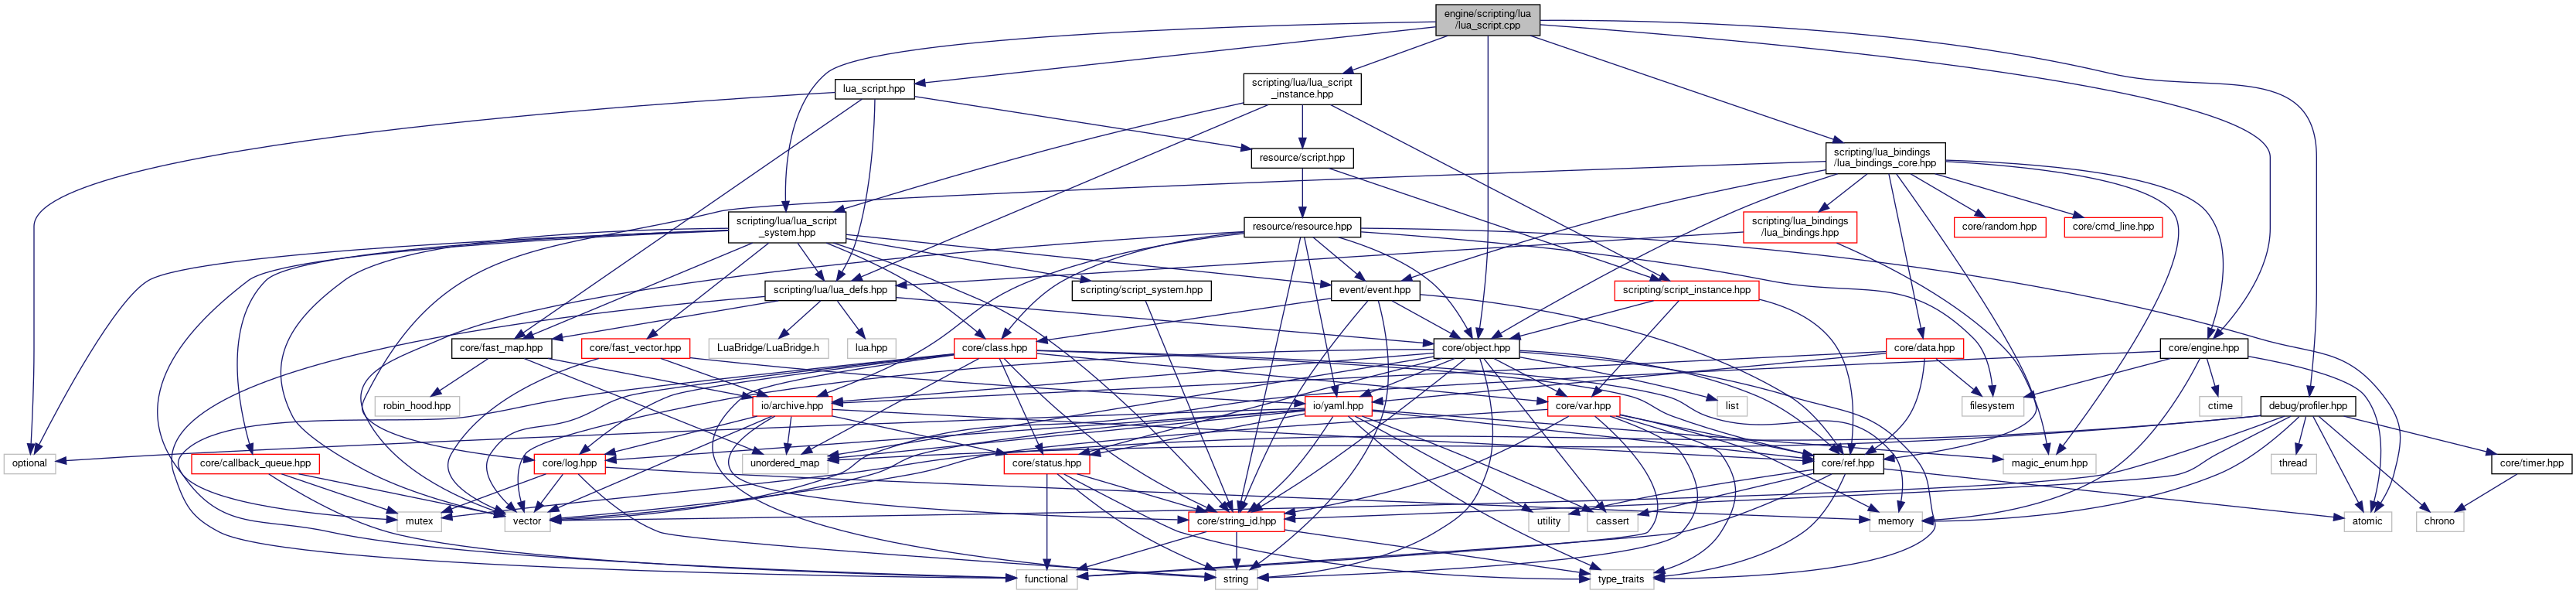 engine/scripting/lua
/lua_script.cpp
lua_script.hpp
scripting/lua/lua_script
_instance.hpp
resource/script.hpp
scripting/lua_bindings
/lua_bindings_core.hpp
scripting/lua/lua_script
_system.hpp
resource/resource.hpp
scripting/lua_bindings
/lua_bindings.hpp
core/random.hpp
core/cmd_line.hpp
scripting/lua/lua_defs.hpp
scripting/script_system.hpp
event/event.hpp
scripting/script_instance.hpp
core/fast_map.hpp
core/fast_vector.hpp
LuaBridge/LuaBridge.h
lua.hpp
core/class.hpp
core/object.hpp
core/data.hpp
core/engine.hpp
robin_hood.hpp
io/archive.hpp
io/yaml.hpp
core/var.hpp
list
filesystem
ctime
debug/profiler.hpp
optional
core/callback_queue.hpp
core/log.hpp
unordered_map
core/status.hpp
core/ref.hpp
magic_enum.hpp
thread
core/timer.hpp
mutex
vector
core/string_id.hpp
utility
cassert
memory
atomic
chrono
functional
string
type_traits